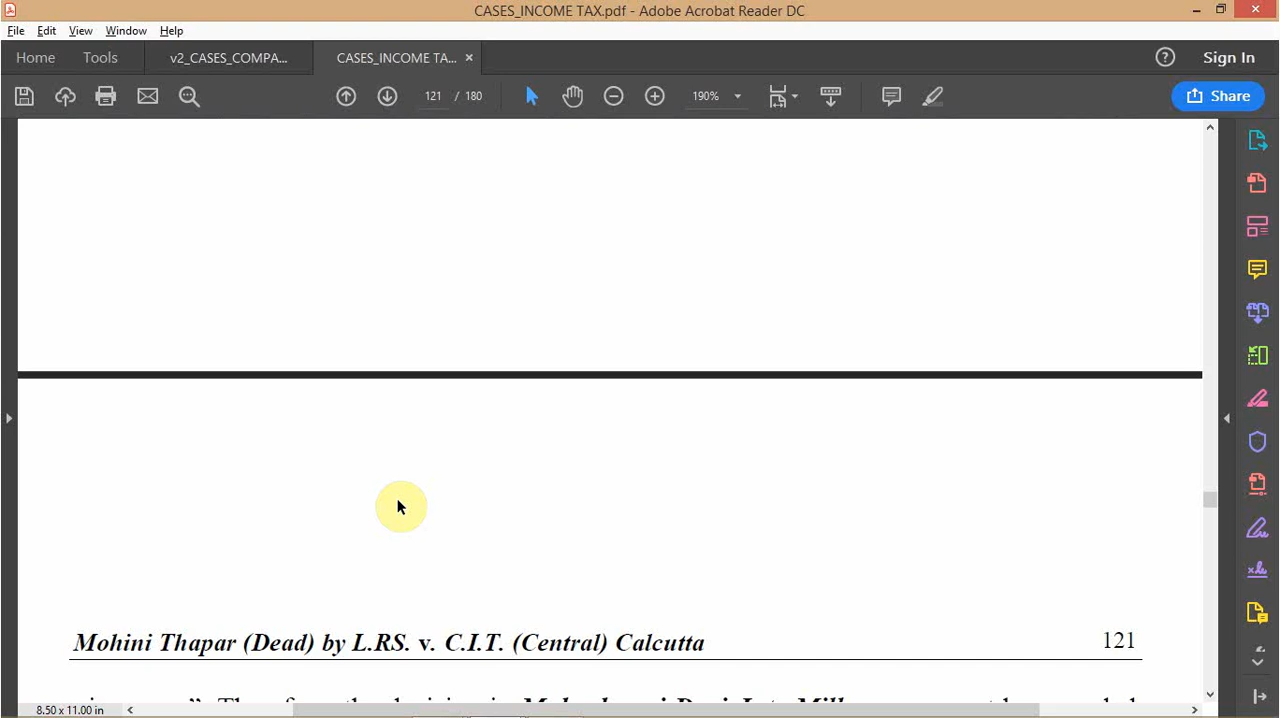 CASES_INCOME TAX.pdf - Adobe Acrobat Reader DC
File Edit View Window Help
Home Tools v2_CASES_COMPA... CASES_INCOME TA... ×
? Sign In
121 / 180 190% Share
Mohini Thapar (Dead) by L.RS. v. C.I.T. (Central) Calcutta 121
8.50 x 11.00 in